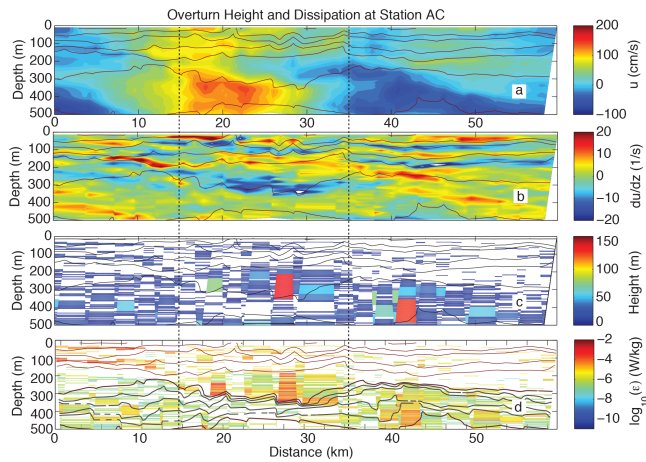 Overturn Height and Dissipation at Station AC
0
100
200
300
400
500
Depth (m)
a
200
100
0
−100
u (cm/s)
0
100
200
300
400
500
Depth (m)
b
20
10
0
−10
−20
du/dz (1/s)
0
100
200
300
400
500
Depth (m)
c
150
100
50
0
Height (m)
0
100
200
300
400
500
Depth (m)
d
−2
−4
−6
−8
−10
log10 (ε) (W/kg)
0 10 20 30 40 50
Distance (km)